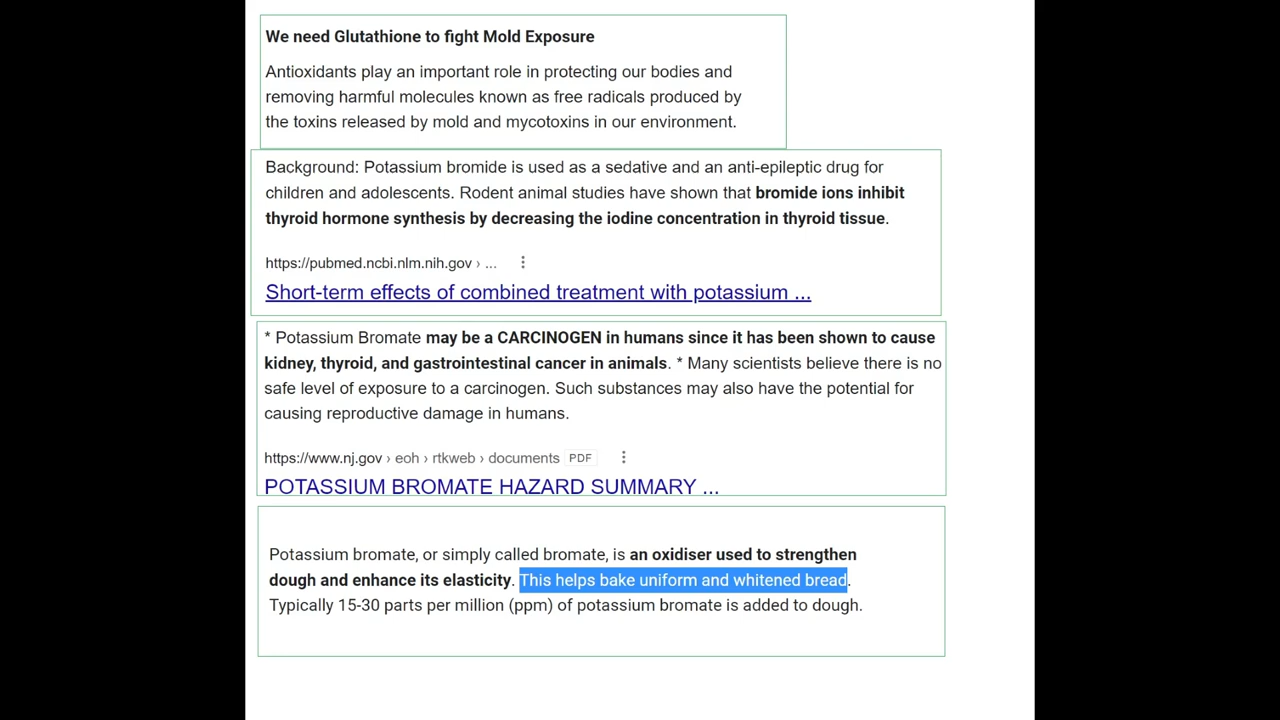 We need Glutathione to fight Mold Exposure
Antioxidants play an important role in protecting our bodies and
removing harmful molecules known as free radicals produced by
the toxins released by mold and mycotoxins in our environment.
Background: Potassium bromide is used as a sedative and an anti-epileptic drug for
children and adolescents. Rodent animal studies have shown that bromide ions inhibit
thyroid hormone synthesis by decreasing the iodine concentration in thyroid tissue.
https://pubmed.ncbi.nlm.nih.gov › ...
Short-term effects of combined treatment with potassium ...
* Potassium Bromate may be a CARCINOGEN in humans since it has been shown to cause
kidney, thyroid, and gastrointestinal cancer in animals. * Many scientists believe there is no
safe level of exposure to a carcinogen. Such substances may also have the potential for
causing reproductive damage in humans.
https://www.nj.gov › eoh › rtkweb › documents PDF
POTASSIUM BROMATE HAZARD SUMMARY ...
Potassium bromate, or simply called bromate, is an oxidiser used to strengthen
dough and enhance its elasticity. This helps bake uniform and whitened bread.
Typically 15-30 parts per million (ppm) of potassium bromate is added to dough.